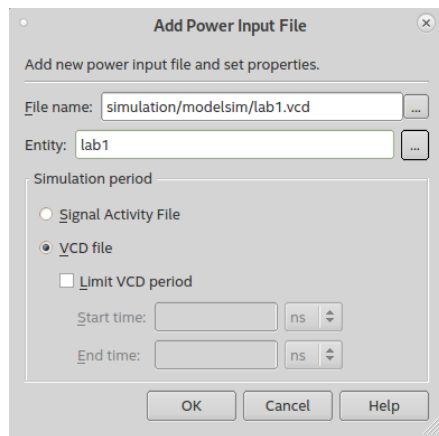 Add Power Input File
Add new power input file and set properties.
File name: simulation/modelsim/lab1.vcd ...
Entity: lab1 ...
Simulation period
Signal Activity File
VCD file
Limit VCD period
Start time: ns
End time: ns
OK Cancel Help